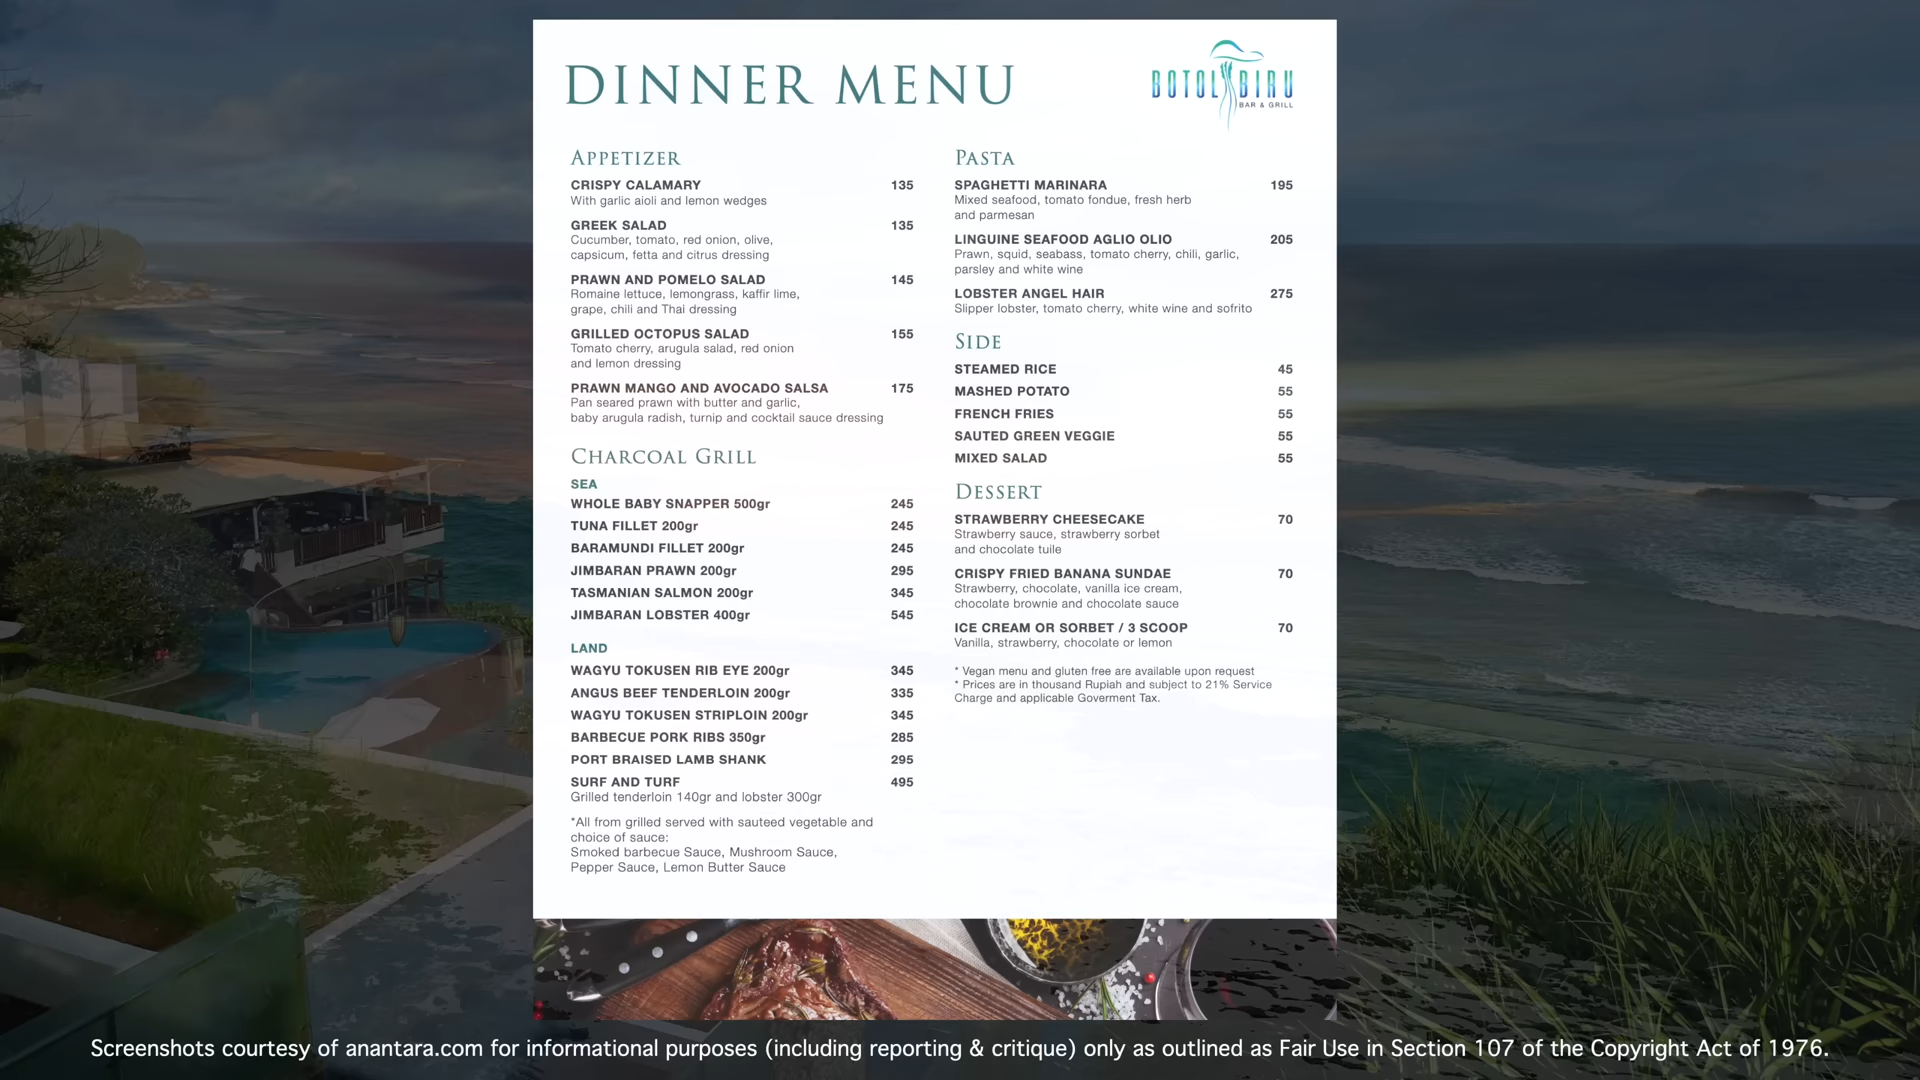 DINNER MENU
BOTOL BIRU
BAR & GRILL
APPETIZER
CRISPY CALAMARY 135
With garlic aioli and lemon wedges
GREEK SALAD 135
Cucumber, tomato, red onion, olive,
capsicum, fetta and citrus dressing
PRAWN AND POMELO SALAD 145
Romaine lettuce, lemongrass, kaffir lime,
grape, chili and Thai dressing
GRILLED OCTOPUS SALAD 155
Tomato cherry, arugula salad, red onion
and lemon dressing
PRAWN MANGO AND AVOCADO SALSA 175
Pan seared prawn with butter and garlic,
baby arugula radish, turnip and cocktail sauce dressing
CHARCOAL GRILL
SEA
WHOLE BABY SNAPPER 500gr 245
TUNA FILLET 200gr 245
BARAMUNDI FILLET 200gr 245
JIMBARAN PRAWN 200gr 295
TASMANIAN SALMON 200gr 345
JIMBARAN LOBSTER 400gr 545
LAND
WAGYU TOKUSEN RIB EYE 200gr 345
ANGUS BEEF TENDERLOIN 200gr 335
WAGYU TOKUSEN STRIPLOIN 200gr 345
BARBECUE PORK RIBS 350gr 285
PORT BRAISED LAMB SHANK 295
SURF AND TURF 495
Grilled tenderloin 140gr and lobster 300gr
*All from grilled served with sauteed vegetable and
choice of sauce:
Smoked barbecue Sauce, Mushroom Sauce,
Pepper Sauce, Lemon Butter Sauce
PASTA
SPAGHETTI MARINARA 195
Mixed seafood, tomato fondue, fresh herb
and parmesan
LINGUINE SEAFOOD AGLIO OLIO 205
Prawn, squid, seabass, tomato cherry, chili, garlic,
parsley and white wine
LOBSTER ANGEL HAIR 275
Slipper lobster, tomato cherry, white wine and sofrito
SIDE
STEAMED RICE 45
MASHED POTATO 55
FRENCH FRIES 55
SAUTED GREEN VEGGIE 55
MIXED SALAD 55
DESSERT
STRAWBERRY CHEESECAKE 70
Strawberry sauce, strawberry sorbet
and chocolate tuile
CRISPY FRIED BANANA SUNDAE 70
Strawberry, chocolate, vanilla ice cream,
chocolate brownie and chocolate sauce
ICE CREAM OR SORBET / 3 SCOOP 70
Vanilla, strawberry, chocolate or lemon
* Vegan menu and gluten free are available upon request
* Prices are in thousand Rupiah and subject to 21% Service
Charge and applicable Goverment Tax.
Screenshots courtesy of anantara.com for informational purposes (including reporting & critique) only as outlined as Fair Use in Section 107 of the Copyright Act of 1976.